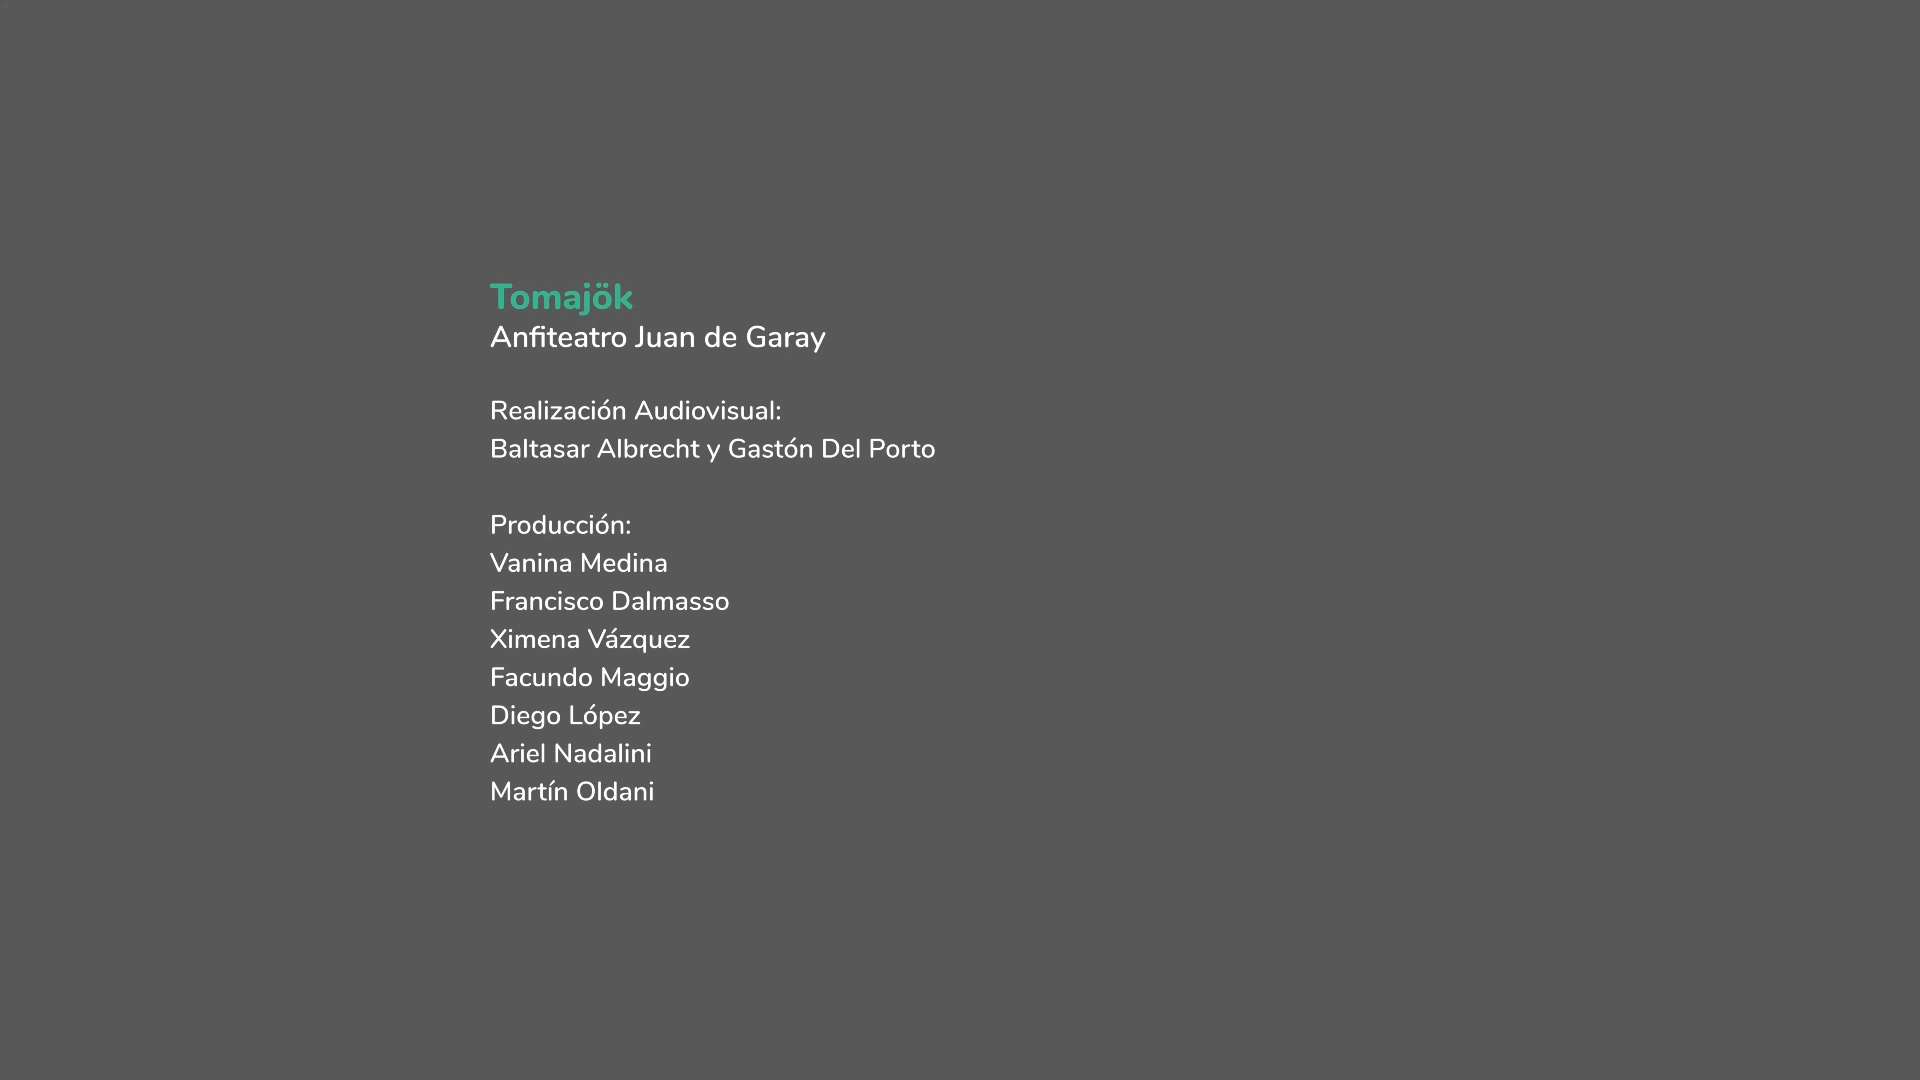 Tomajök
Anfiteatro Juan de Garay
Realización Audiovisual:
Baltasar Albrecht y Gastón Del Porto
Producción:
Vanina Medina
Francisco Dalmasso
Ximena Vázquez
Facundo Maggio
Diego López
Ariel Nadalini
Martín Oldani